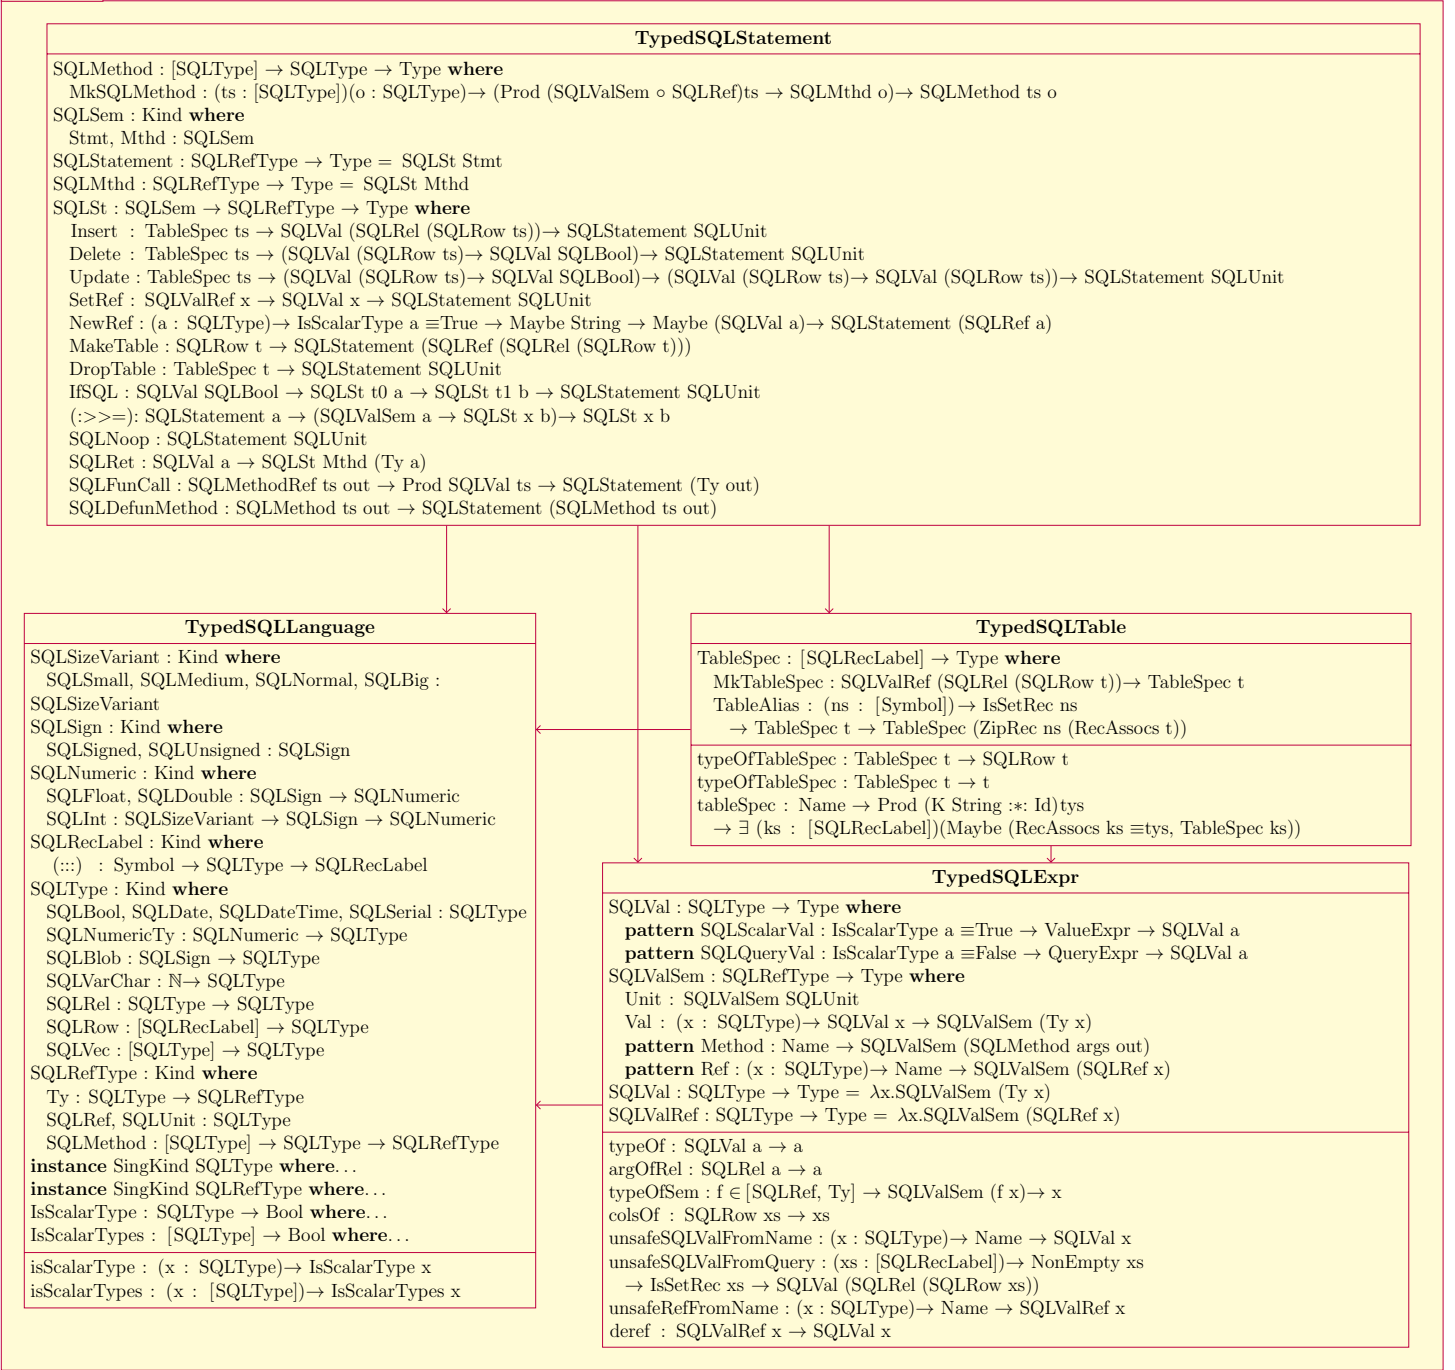 TypedSQLStatement
SQLMethod : [SQLType] → SQLType → Type where
MkSQLMethod : (ts : [SQLType])(o : SQLType)→ (Prod (SQLValSem ∘ SQLRef)ts → SQLMthd o)→ SQLMethod ts o
SQLSem : Kind where
Stmt, Mthd : SQLSem
SQLStatement : SQLRefType → Type = SQLSt Stmt
SQLMthd : SQLRefType → Type = SQLSt Mthd
SQLSt : SQLSem → SQLRefType → Type where
Insert : TableSpec ts → SQLVal (SQLRel (SQLRow ts))→ SQLStatement SQLUnit
Delete : TableSpec ts → (SQLVal (SQLRow ts)→ SQLVal SQLBool)→ SQLStatement SQLUnit
Update : TableSpec ts → (SQLVal (SQLRow ts)→ SQLVal SQLBool)→ (SQLVal (SQLRow ts)→ SQLVal (SQLRow ts))→ SQLStatement SQLUnit
SetRef : SQLValRef x → SQLVal x → SQLStatement SQLUnit
NewRef : (a : SQLType)→ IsScalarType a ≡True → Maybe String → Maybe (SQLVal a)→ SQLStatement (SQLRef a)
MakeTable : SQLRow t → SQLStatement (SQLRef (SQLRel (SQLRow t)))
DropTable : TableSpec t → SQLStatement SQLUnit
IfSQL : SQLVal SQLBool → SQLSt t0 a → SQLSt t1 b → SQLStatement SQLUnit
(:>>=): SQLStatement a → (SQLValSem a → SQLSt x b)→ SQLSt x b
SQLNoop : SQLStatement SQLUnit
SQLRet : SQLVal a → SQLSt Mthd (Ty a)
SQLFunCall : SQLMethodRef ts out → Prod SQLVal ts → SQLStatement (Ty out)
SQLDefunMethod : SQLMethod ts out → SQLStatement (SQLMethod ts out)
TypedSQLLanguage
SQLSizeVariant : Kind where
SQLSmall, SQLMedium, SQLNormal, SQLBig :
SQLSizeVariant
SQLSign : Kind where
SQLSigned, SQLUnsigned : SQLSign
SQLNumeric : Kind where
SQLFloat, SQLDouble : SQLSign → SQLNumeric
SQLInt : SQLSizeVariant → SQLSign → SQLNumeric
SQLRecLabel : Kind where
(:::) : Symbol → SQLType → SQLRecLabel
SQLType : Kind where
SQLBool, SQLDate, SQLDateTime, SQLSerial : SQLType
SQLNumericTy : SQLNumeric → SQLType
SQLBlob : SQLSign → SQLType
SQLVarChar : ℕ→ SQLType
SQLRel : SQLType → SQLType
SQLRow : [SQLRecLabel] → SQLType
SQLVec : [SQLType] → SQLType
SQLRefType : Kind where
Ty : SQLType → SQLRefType
SQLRef, SQLUnit : SQLType
SQLMethod : [SQLType] → SQLType → SQLRefType
instance SingKind SQLType where…
instance SingKind SQLRefType where…
IsScalarType : SQLType → Bool where…
IsScalarTypes : [SQLType] → Bool where…
isScalarType : (x : SQLType)→ IsScalarType x
isScalarTypes : (x : [SQLType])→ IsScalarTypes x
TypedSQLTable
TableSpec : [SQLRecLabel] → Type where
MkTableSpec : SQLValRef (SQLRel (SQLRow t))→ TableSpec t
TableAlias : (ns : [Symbol])→ IsSetRec ns
→ TableSpec t → TableSpec (ZipRec ns (RecAssocs t))
typeOfTableSpec : TableSpec t → SQLRow t
typeOfTableSpec : TableSpec t → t
tableSpec : Name → Prod (K String :∗: Id)tys
→ ∃ (ks : [SQLRecLabel])(Maybe (RecAssocs ks ≡tys, TableSpec ks))
TypedSQLExpr
SQLVal : SQLType → Type where
pattern SQLScalarVal : IsScalarType a ≡True → ValueExpr → SQLVal a
pattern SQLQueryVal : IsScalarType a ≡False → QueryExpr → SQLVal a
SQLValSem : SQLRefType → Type where
Unit : SQLValSem SQLUnit
Val : (x : SQLType)→ SQLVal x → SQLValSem (Ty x)
pattern Method : Name → SQLValSem (SQLMethod args out)
pattern Ref : (x : SQLType)→ Name → SQLValSem (SQLRef x)
SQLVal : SQLType → Type = λx.SQLValSem (Ty x)
SQLValRef : SQLType → Type = λx.SQLValSem (SQLRef x)
typeOf : SQLVal a → a
argOfRel : SQLRel a → a
typeOfSem : f ∈ [SQLRef, Ty] → SQLValSem (f x)→ x
colsOf : SQLRow xs → xs
unsafeSQLValFromName : (x : SQLType)→ Name → SQLVal x
unsafeSQLValFromQuery : (xs : [SQLRecLabel])→ NonEmpty xs
→ IsSetRec xs → SQLVal (SQLRel (SQLRow xs))
unsafeRefFromName : (x : SQLType)→ Name → SQLValRef x
deref : SQLValRef x → SQLVal x